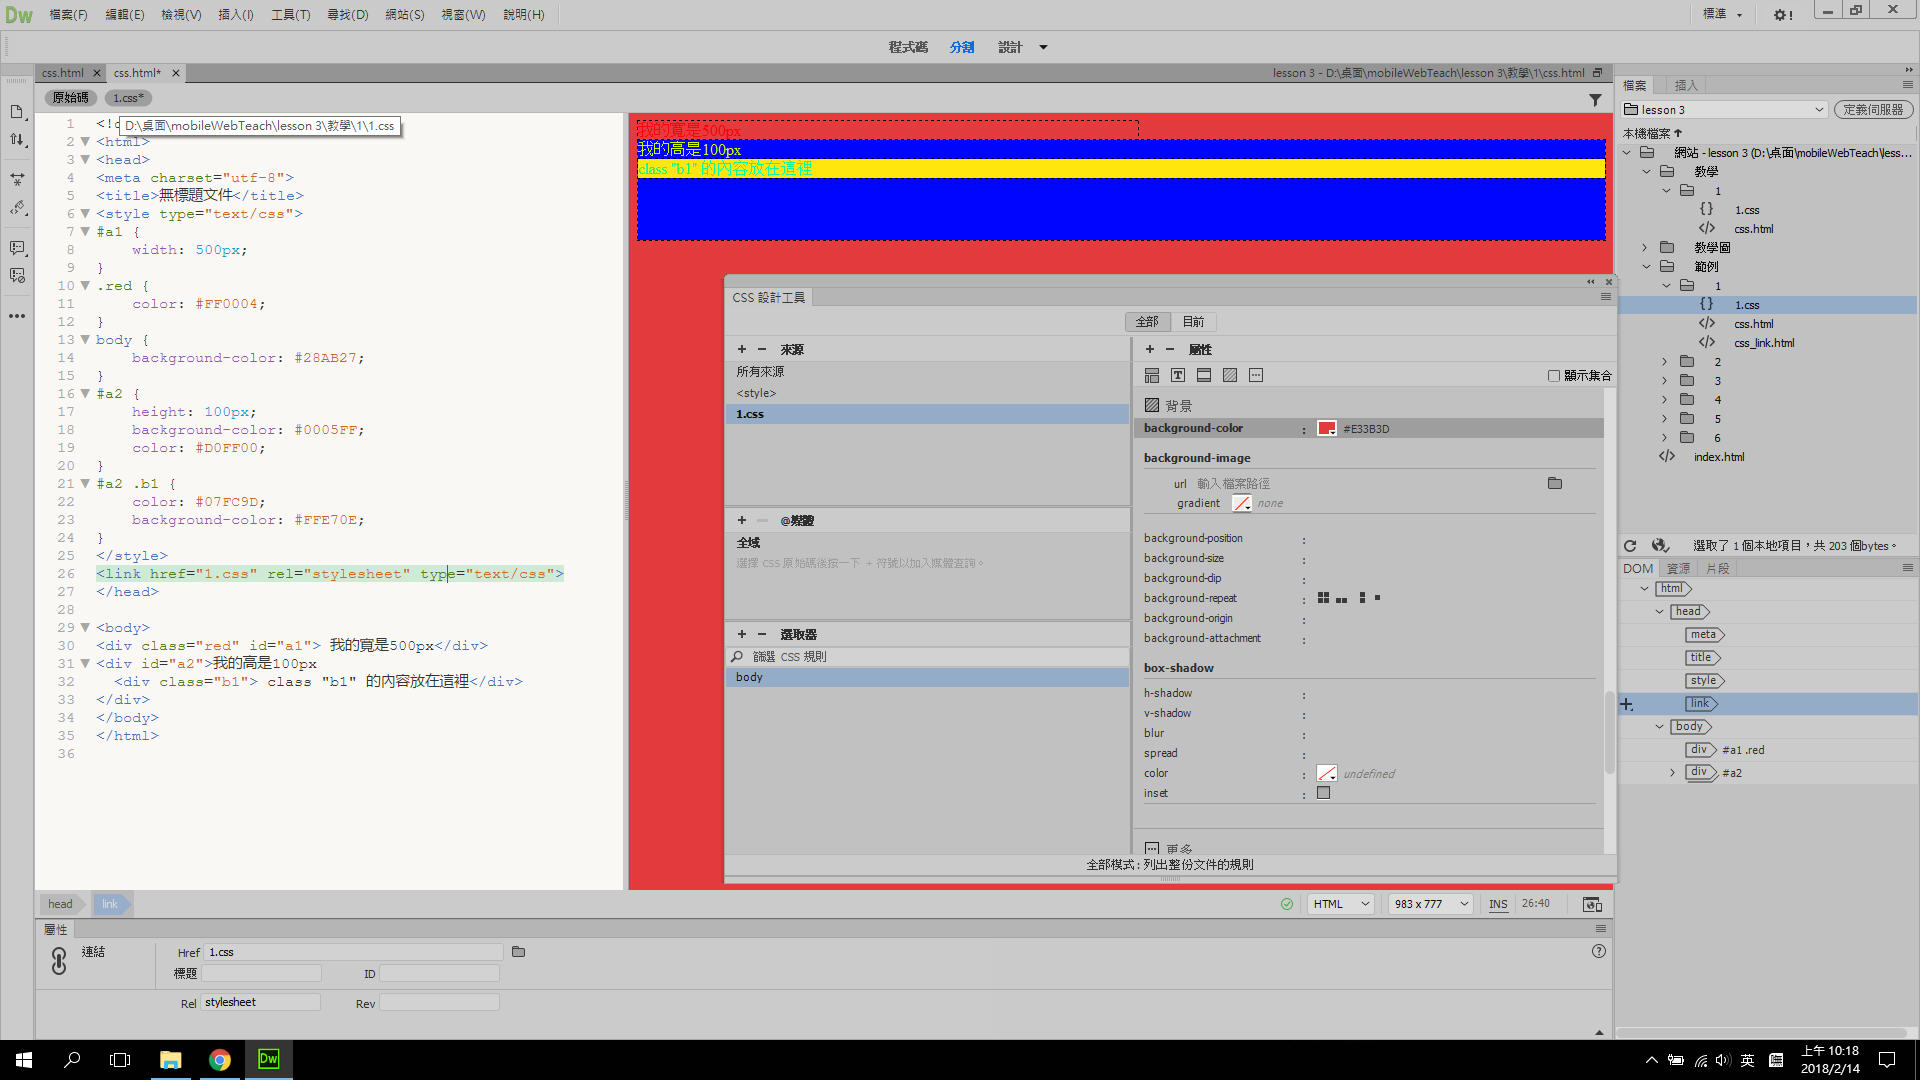 Dw 檔案(F) 編輯(E) 檢視(V) 插入(I) 工具(T) 尋找(D) 網站(S) 視窗(W) 說明(H) 標準
程式碼 分割 設計
css.html css.html* lesson 3 - D:\桌面\mobileWebTeach\lesson 3\教學\1\css.html
原始碼 1.css*
D:\桌面\mobileWebTeach\lesson 3\教學\1\1.css
1 <!
2 <html>
3 <head>
4 <meta charset="utf-8">
5 <title>無標題文件</title>
6 <style type="text/css">
7 #a1 {
8 width: 500px;
9 }
10 .red {
11 color: #FF0004;
12 }
13 body {
14 background-color: #28AB27;
15 }
16 #a2 {
17 height: 100px;
18 background-color: #0005FF;
19 color: #D0FF00;
20 }
21 #a2 .b1 {
22 color: #07FC9D;
23 background-color: #FFE70E;
24 }
25 </style>
26 <link href="1.css" rel="stylesheet" type="text/css">
27 </head>
28
29 <body>
30 <div class="red" id="a1"> 我的寬是500px</div>
31 <div id="a2">我的高是100px
32 <div class="b1"> class "b1" 的內容放在這裡</div>
33 </div>
34 </body>
35 </html>
36
我的寬是500px
我的高是100px
class "b1" 的內容放在這裡
CSS 設計工具
全部 目前
+ − 來源
所有來源
<style>
1.css
+ − @媒體
全域
選擇 CSS 原始碼後按一下 + 符號以加入媒體查詢。
+ − 選取器
篩選 CSS 規則
body
+ − 屬性
顯示集合
背景
background-color : #E33B3D
background-image
url 輸入檔案路徑
gradient none
background-position :
background-size :
background-clip :
background-repeat :
background-origin :
background-attachment :
box-shadow
h-shadow :
v-shadow :
blur :
spread :
color : undefined
inset :
更多
全部模式 : 列出整份文件的規則
檔案 插入
lesson 3 定義伺服器
本機檔案
網站 - lesson 3 (D:\桌面\mobileWebTeach\less...
教學
1
1.css
css.html
教學圖
範例
1
1.css
css.html
css_link.html
2
3
4
5
6
index.html
選取了 1 個本地項目，共 203 個bytes。
DOM 資源 片段
html
head
meta
title
style
link
body
div #a1 .red
div #a2
head link HTML 983 x 777 INS 26:40
屬性
連結 Href 1.css
標題 ID
Rel stylesheet Rev
Dw 英 上午 10:18
2018/2/14